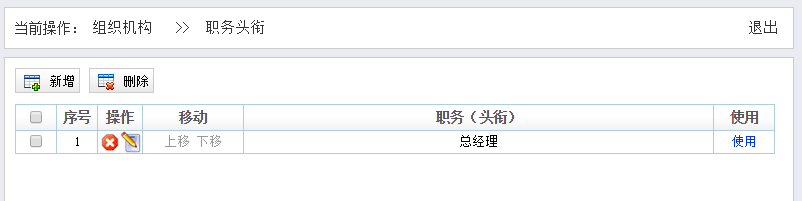 当前操作： 组织机构 >> 职务头衔 退出
新增 删除
序号 操作 移动 职务（头衔） 使用
1 上移 下移 总经理 使用